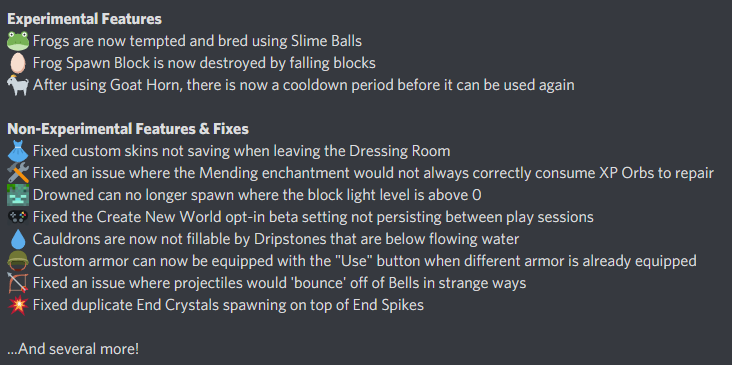 Experimental Features
Frogs are now tempted and bred using Slime Balls
Frog Spawn Block is now destroyed by falling blocks
After using Goat Horn, there is now a cooldown period before it can be used again
Non-Experimental Features & Fixes
Fixed custom skins not saving when leaving the Dressing Room
Fixed an issue where the Mending enchantment would not always correctly consume XP Orbs to repair
Drowned can no longer spawn where the block light level is above 0
Fixed the Create New World opt-in beta setting not persisting between play sessions
Cauldrons are now not fillable by Dripstones that are below flowing water
Custom armor can now be equipped with the "Use" button when different armor is already equipped
Fixed an issue where projectiles would 'bounce' off of Bells in strange ways
Fixed duplicate End Crystals spawning on top of End Spikes
...And several more!